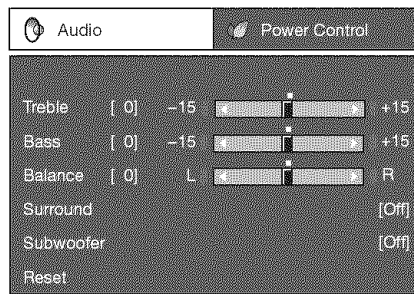 Audio Power Control
Treble [ 0] −15 +15
Bass [ 0] −15 +15
Balance [ 0] L R
Surround [Off]
Subwoofer [Off]
Reset